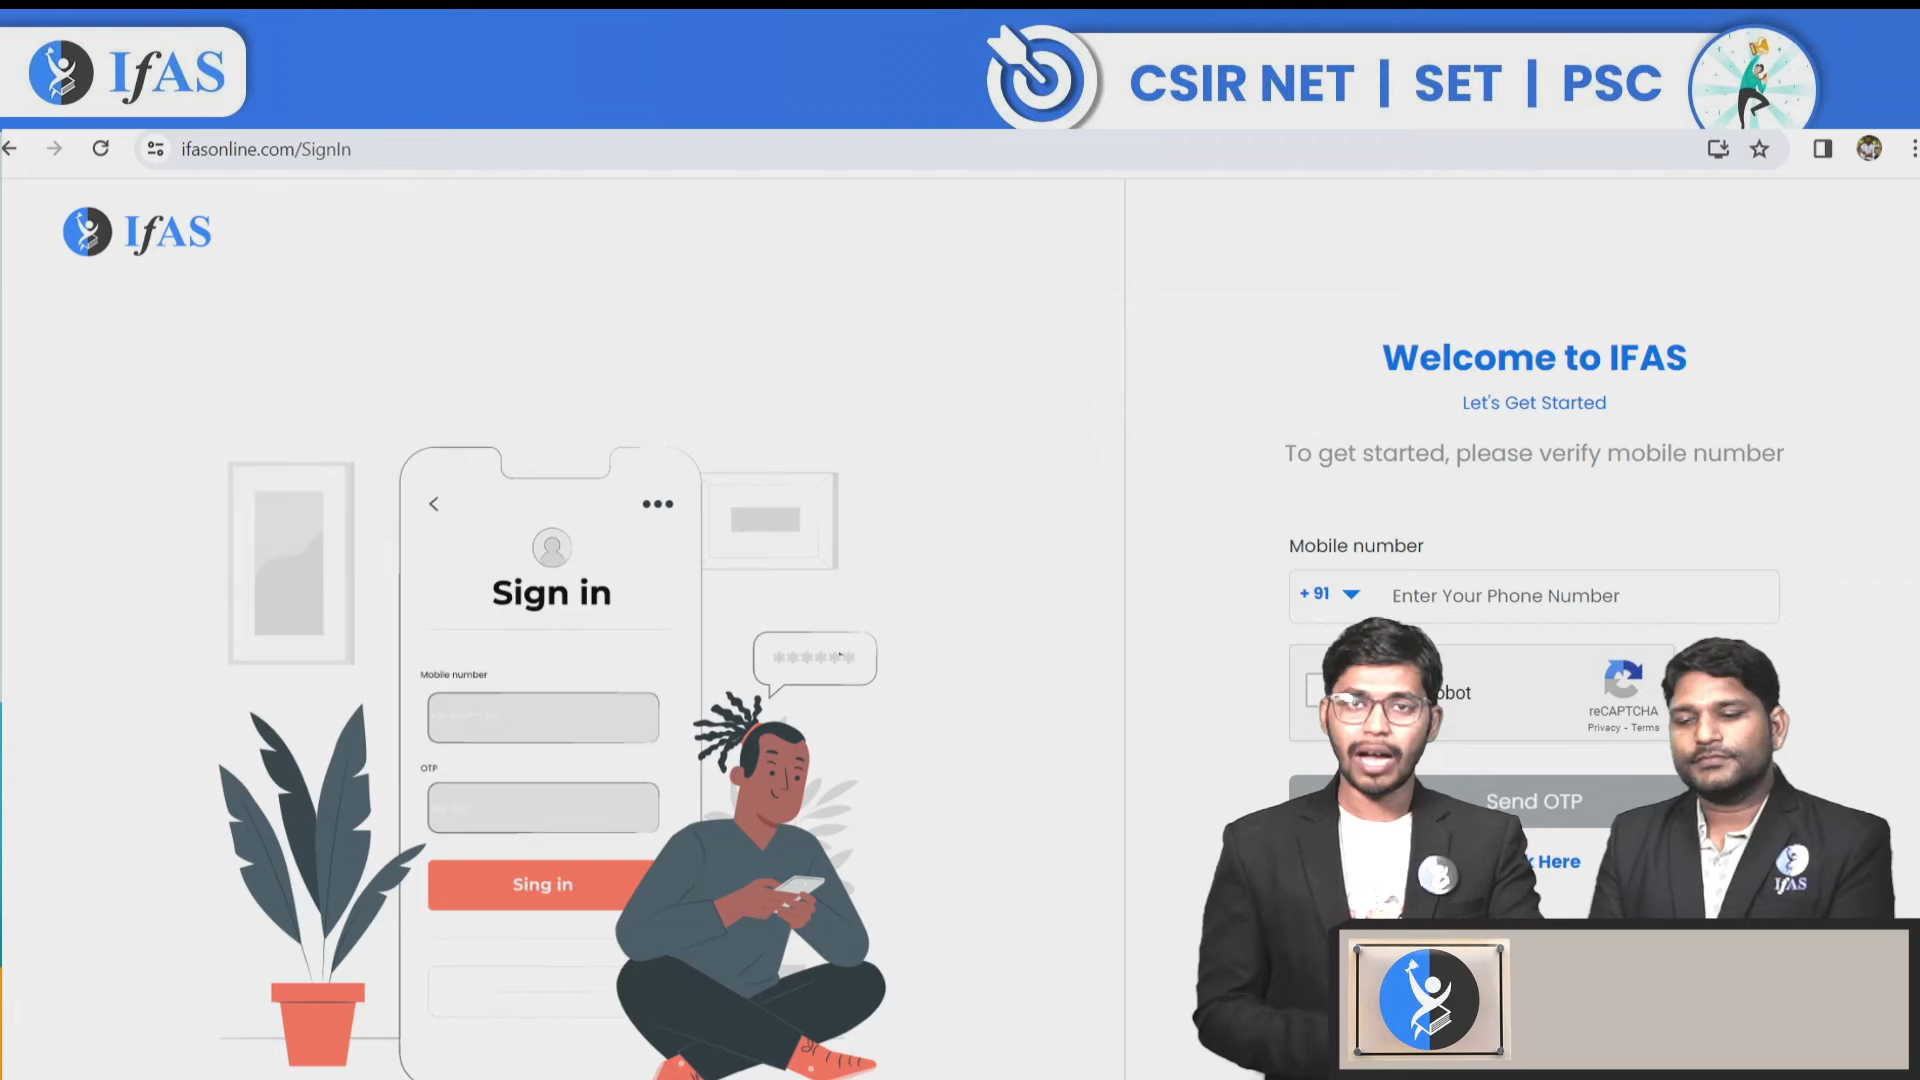 IfAS
CSIR NET | SET | PSC
ifasonline.com/SignIn
IfAS
Welcome to IFAS
Let's Get Started
To get started, please verify mobile number
Mobile number
+ 91
Enter Your Phone Number
reCAPTCHA
Privacy - Terms
Send OTP
Here
Sign in
Mobile number
OTP
Sing in
******
IfAS